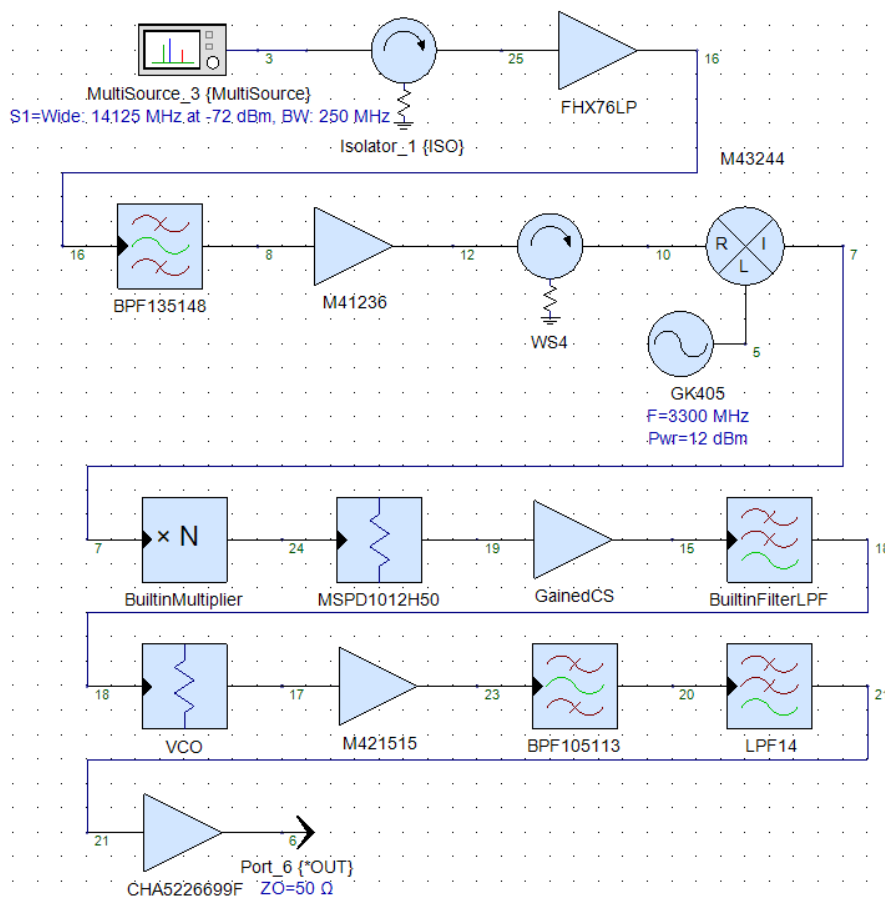 3
25
16
MultiSource_3 {MultiSource}
S1=Wide: 14125 MHz at -72 dBm, BW: 250 MHz
Isolator_1 {ISO}
FHX76LP
M43244
R
I
L
16
8
12
10
7
BPF135148
M41236
WS4
5
GK405
F=3300 MHz
Pwr=12 dBm
7
× N
24
19
15
18
BuiltinMultiplier
MSPD1012H50
GainedCS
BuiltinFilterLPF
18
17
23
20
21
VCO
M421515
BPF105113
LPF14
21
6
Port_6 {*OUT}
CHA5226699F
ZO=50 Ω